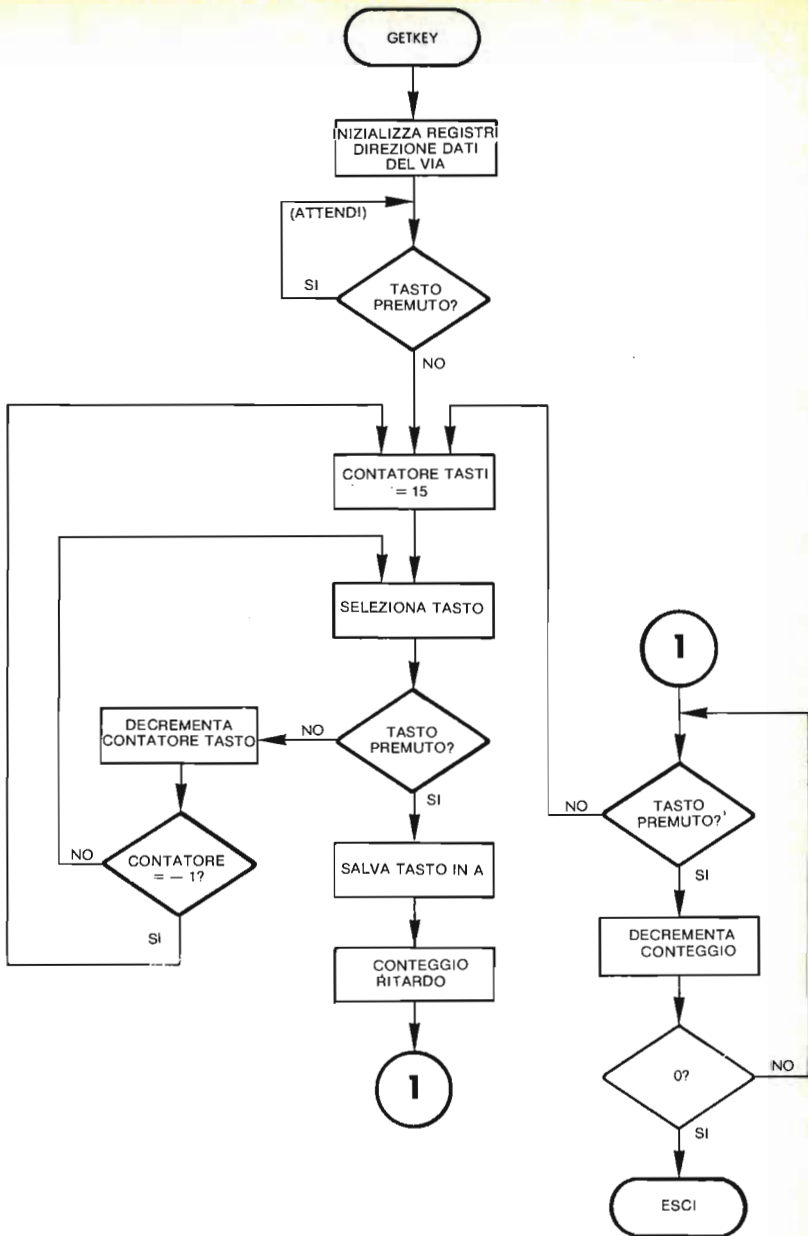 GETKEY
INIZIALIZZA REGISTRI
DIREZIONE DATI
DEL VIA
(ATTENDI)
SI
TASTO
PREMUTO?
NO
CONTATORE TASTI
= 15
SELEZIONA TASTO
DECREMENTA
CONTATORE TASTO
NO
TASTO
PREMUTO?
SI
NO
CONTATORE
= — 1?
SI
SALVA TASTO IN A
CONTEGGIO
RITARDO
1
1
NO
TASTO
PREMUTO?
SI
DECREMENTA
CONTEGGIO
0?
NO
SI
ESCI